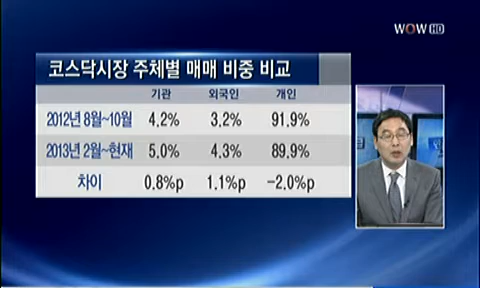 WOW HD
코스닥시장 주체별 매매 비중 비교
기관 외국인 개인
2012년 8월~10월 4.2% 3.2% 91.9%
2013년 2월~현재 5.0% 4.3% 89.9%
차이 0.8%p 1.1%p -2.0%p